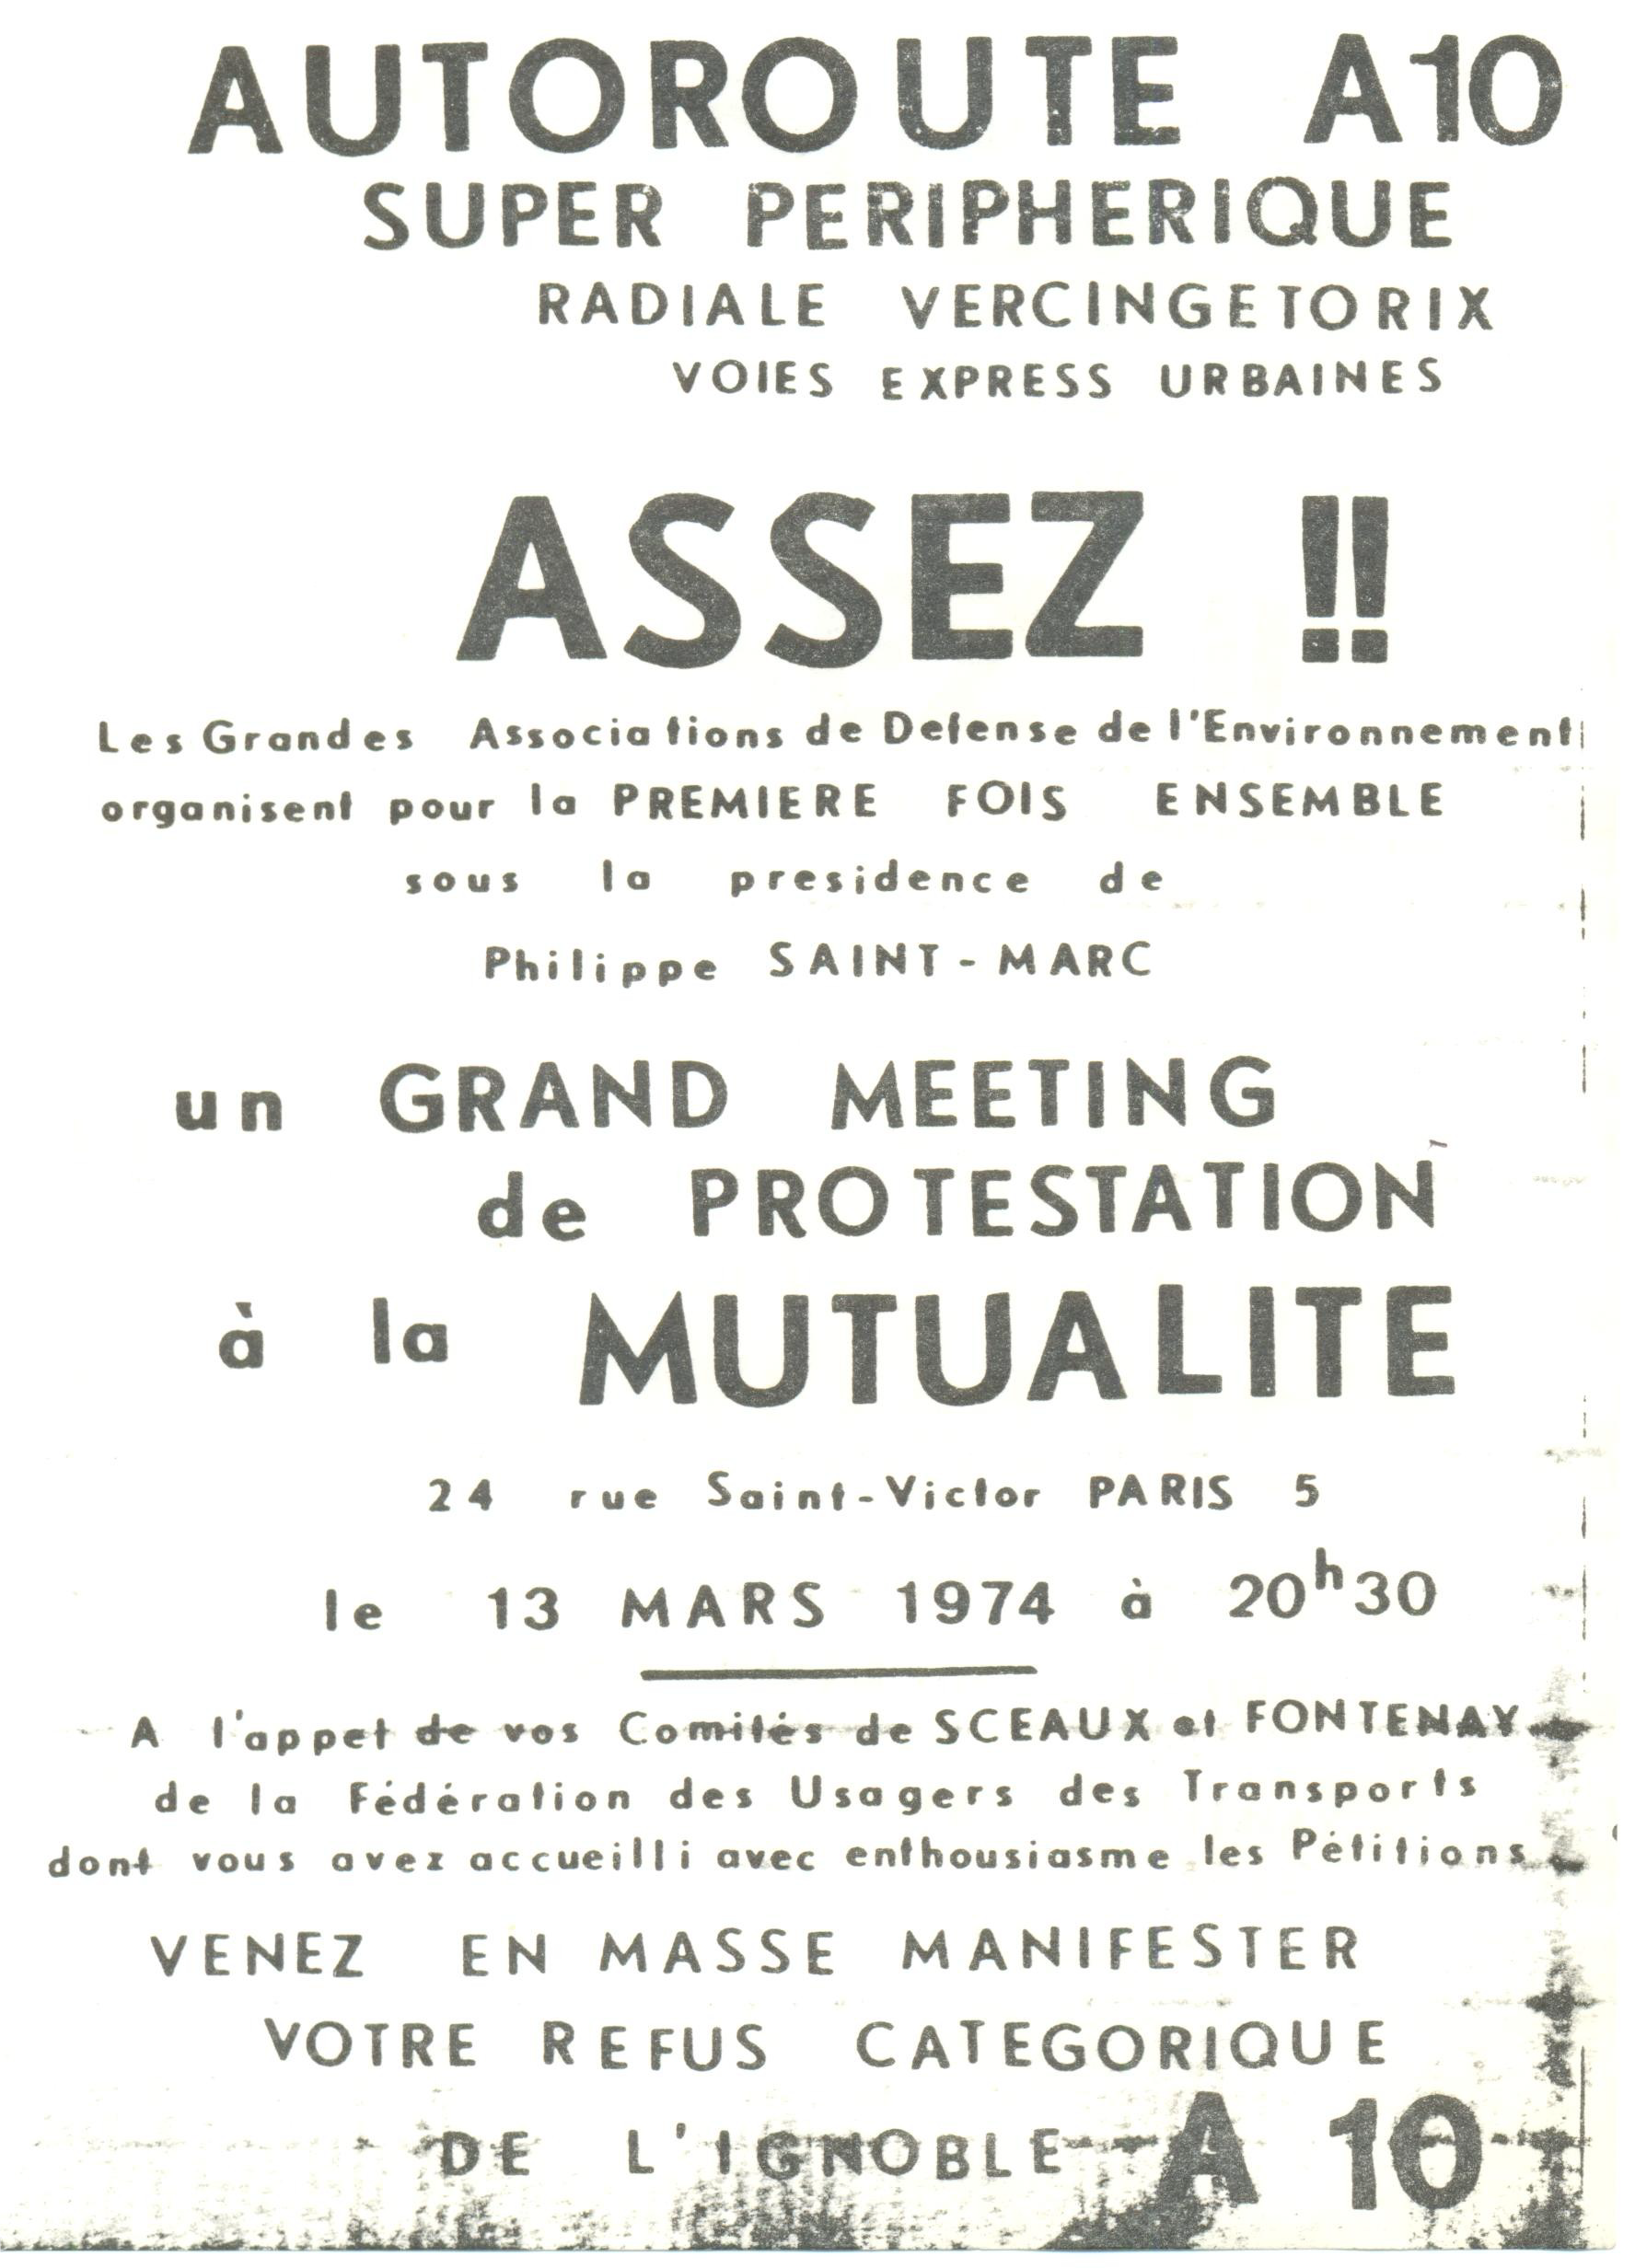 AUTOROUTE A10
SUPER PERIPHERIQUE
RADIALE VERCINGETORIX
VOIES EXPRESS URBAINES
ASSEZ !!
Les Grandes Associations de Defense de l'Environnement
organisent pour la PREMIERE FOIS ENSEMBLE
sous la presidence de
Philippe SAINT-MARC
un GRAND MEETING
de PROTESTATION
à la MUTUALITE
24 rue Saint-Victor PARIS 5
le 13 MARS 1974 à 20h30
A l'appel de vos Comités de SCEAUX et FONTENAY
de la Fédération des Usagers des Transports
dont vous avez accueilli avec enthousiasme les Pétitions
VENEZ EN MASSE MANIFESTER
VOTRE REFUS CATEGORIQUE
DE L'IGNOBLE A 10